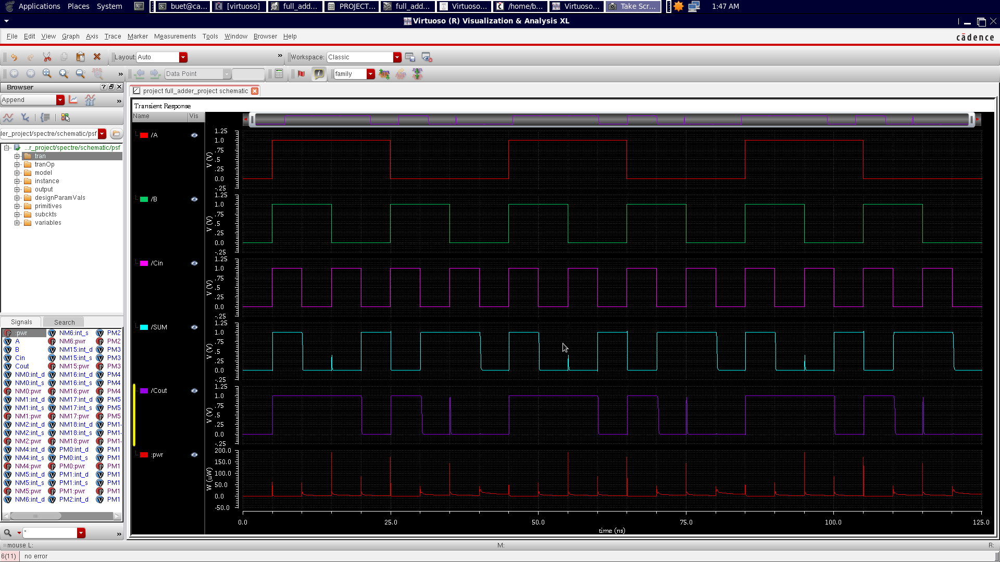 Applications Places System buet@ca... [virtuoso] full_add... PROJECT... full_add... Virtuoso... /home/b... Virtuoso... Take Scr... 1:47 AM
Virtuoso (R) Visualization & Analysis XL
File Edit View Graph Axis Trace Marker Measurements Tools Window Browser Help
cādence
Layout: Auto » Workspace: Classic
» Data Point family
Browser
project full_adder_project schematic
Append »
Transient Response
Name Vis
der_project/spectre/schematic/psf
...r_project/spectre/schematic/psf
tran
tranOp
model
instance
output
designParamVals
primitives
subckts
variables
/A
V (V)
1.25
1.0
.75
.5
.25
0.0
-.25
/B
V (V)
1.25
1.0
.75
.5
.25
0.0
-.25
/Cin
V (V)
1.25
1.0
.75
.5
.25
0.0
-.25
/SUM
V (V)
1.25
1.0
.75
.5
.25
0.0
-.25
/Cout
V (V)
1.25
1.0
.75
.5
.25
0.0
-.25
:pwr
W (uW)
200.0
150.0
100.0
50.0
0.0
-50.0
0.0 25.0 50.0 75.0 100.0 125.0
time (ns)
Signals Search
:pwr NM6:int_s PM2
A NM6:pwr PM2
B NM15:int_d PM3
Cin NM15:int_s PM3
Cout NM15:pwr PM3
NM0:int_d NM16:int_d PM4
NM0:int_s NM16:int_s PM4
NM0:pwr NM16:pwr PM4
NM1:int_d NM17:int_d PM5
NM1:int_s NM17:int_s PM5
NM1:pwr NM17:pwr PM5
NM2:int_d NM18:int_d PM1
NM2:int_s NM18:int_s PM1
NM2:pwr NM18:pwr PM1
NM4:int_d PM0:int_d PM1
NM4:int_s PM0:int_s PM1
NM4:pwr PM0:pwr PM1
NM5:int_d PM1:int_d PM1
NM5:int_s PM1:int_s PM1
NM5:pwr PM1:pwr PM1
NM6:int_d PM2:int_d PM1
* »
mouse L: M: R:
6(11) no error